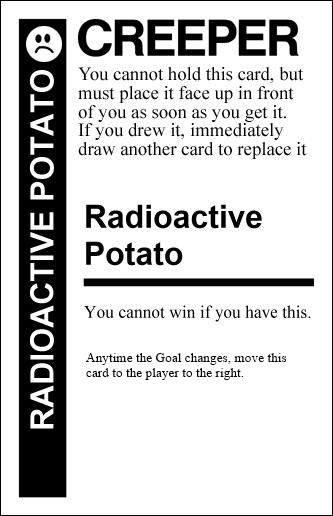 CREEPER
You cannot hold this card, but
must place it face up in front
of you as soon as you get it.
If you drew it, immediately
draw another card to replace it
RADIOACTIVE POTATO
Radioactive
Potato
You cannot win if you have this.
Anytime the Goal changes, move this
card to the player to the right.